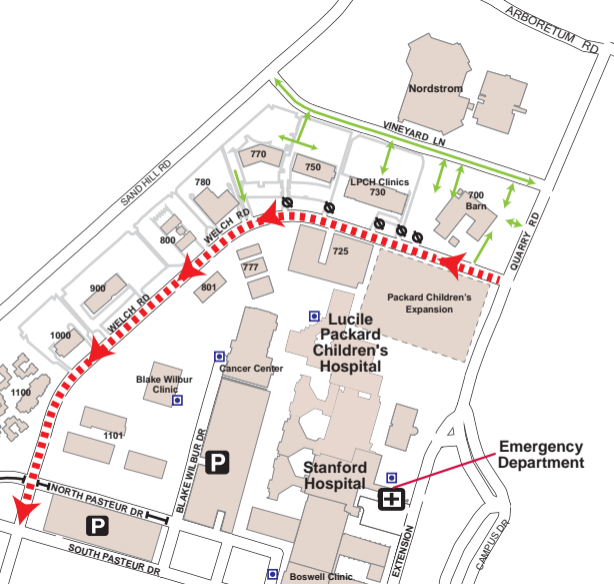 ARBORETUM RD
Nordstrom
VINEYARD LN
SAND HILL RD
770
750
LPCH Clinics
730
700
Barn
780
WELCH RD
QUARRY RD
800
725
777
801
Packard Children's
Expansion
900
WELCH RD
1000
Lucile
Packard
Children's
Hospital
Cancer Center
Blake Wilbur
Clinic
1100
1101
BLAKE WILBUR DR
P
Stanford
Hospital
Emergency
Department
NORTH PASTEUR DR
P
SOUTH PASTEUR DR
EXTENSION
CAMPUS DR
Boswell Clinic